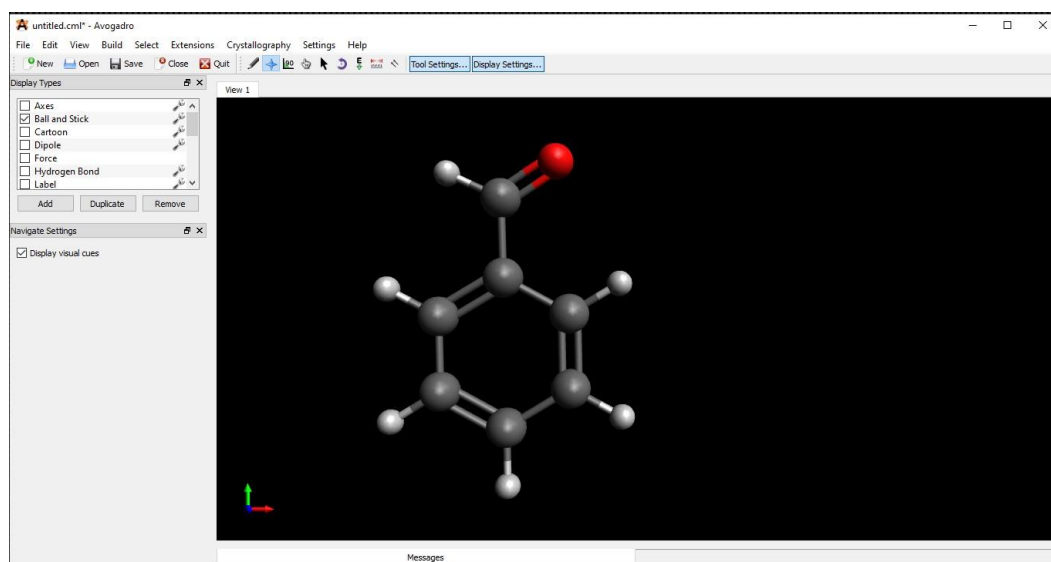 untitled.cml* - Avogadro
File Edit View Build Select Extensions Crystallography Settings Help
New Open Save Close Quit E Tool Settings... Display Settings...
Display Types
View 1
Axes
Ball and Stick
Cartoon
Dipole
Force
Hydrogen Bond
Label
Add Duplicate Remove
Navigate Settings
Display visual cues
Messages